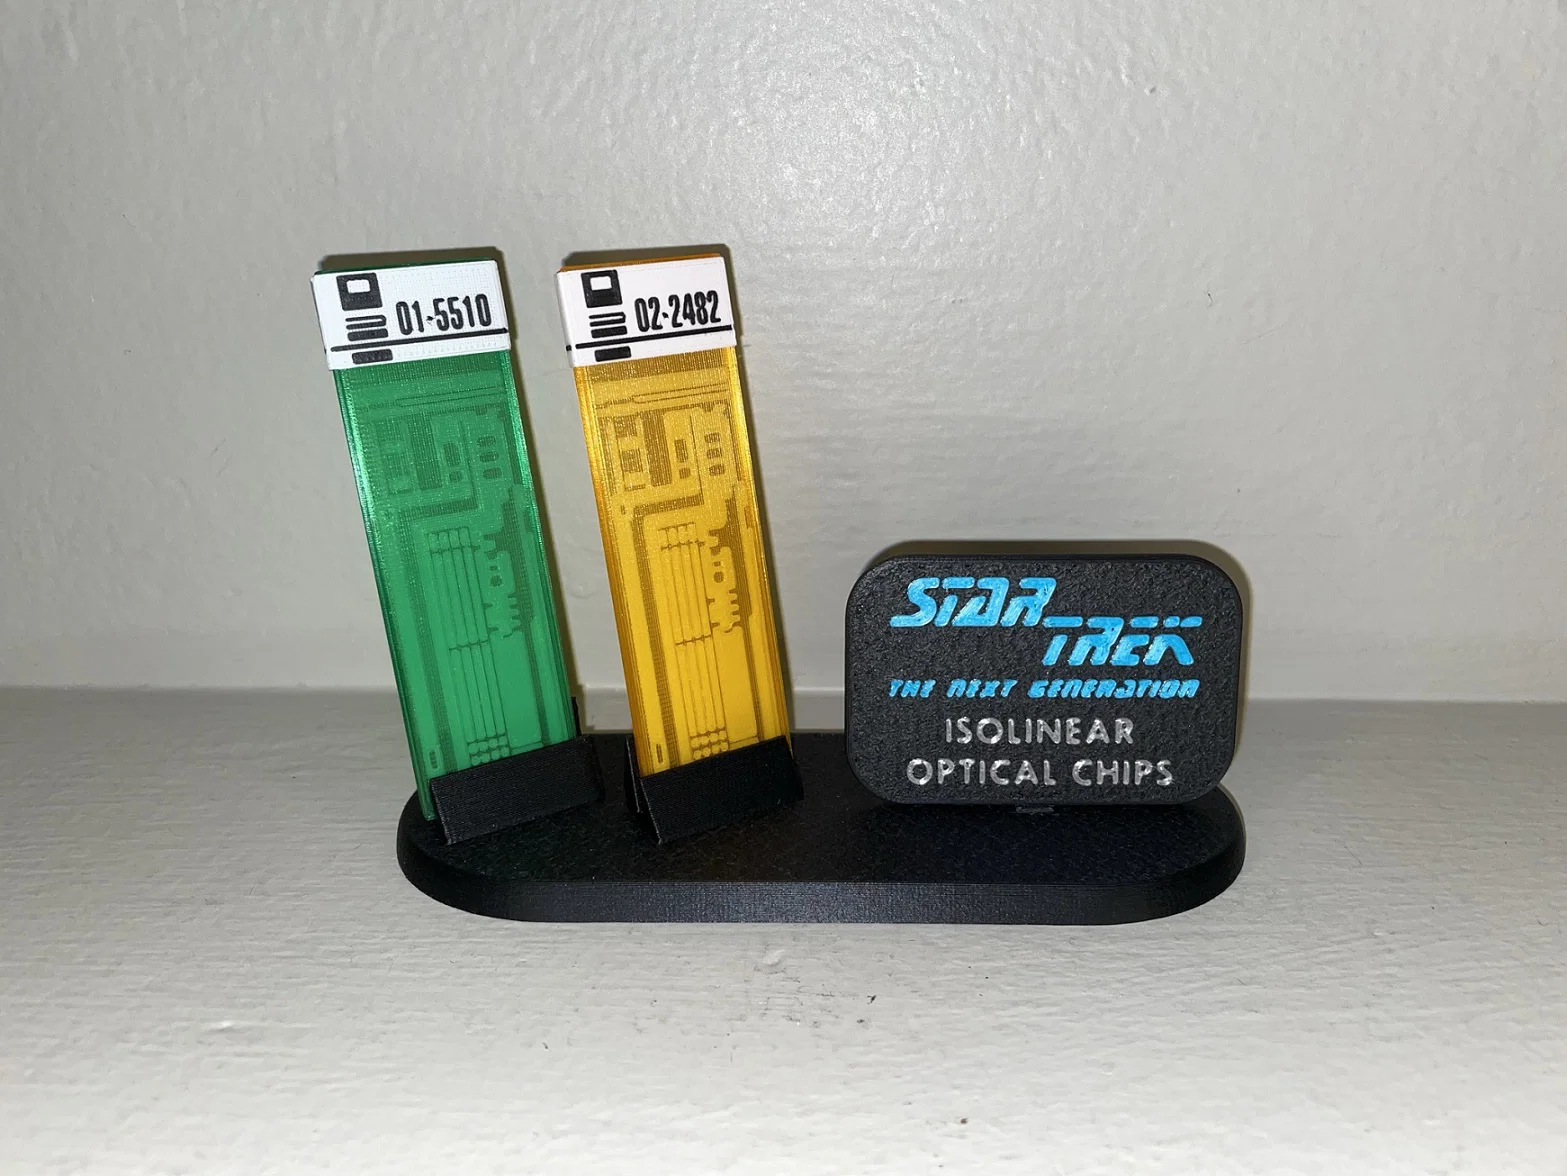 01-5510
02-2482
STAR
TREK
THE NEXT GENERATION
ISOLINEAR
OPTICAL CHIPS